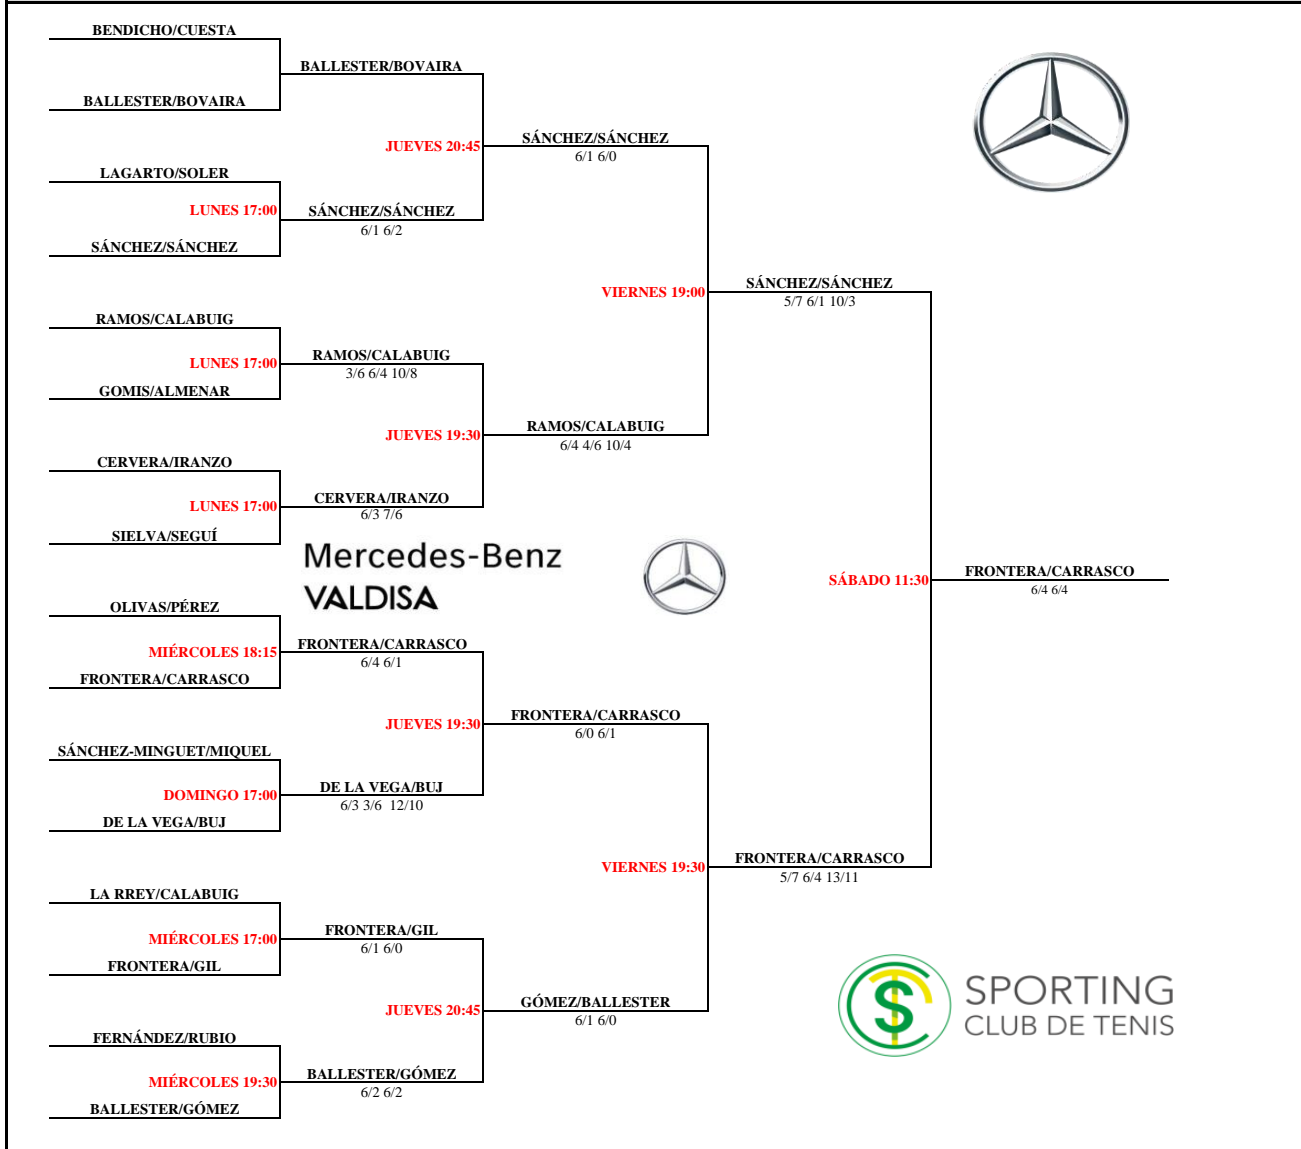 BENDICHO/CUESTA
BALLESTER/BOVAIRA
BALLESTER/BOVAIRA
JUEVES 20:45
SÁNCHEZ/SÁNCHEZ
6/1 6/0
LAGARTO/SOLER
LUNES 17:00
SÁNCHEZ/SÁNCHEZ
6/1 6/2
SÁNCHEZ/SÁNCHEZ
VIERNES 19:00
SÁNCHEZ/SÁNCHEZ
5/7 6/1 10/3
RAMOS/CALABUIG
LUNES 17:00
RAMOS/CALABUIG
3/6 6/4 10/8
GOMIS/ALMENAR
JUEVES 19:30
RAMOS/CALABUIG
6/4 4/6 10/4
CERVERA/IRANZO
LUNES 17:00
CERVERA/IRANZO
6/3 7/6
SIELVA/SEGUÍ
Mercedes-Benz
VALDISA
SÁBADO 11:30
FRONTERA/CARRASCO
6/4 6/4
OLIVAS/PÉREZ
MIÉRCOLES 18:15
FRONTERA/CARRASCO
6/4 6/1
FRONTERA/CARRASCO
JUEVES 19:30
FRONTERA/CARRASCO
6/0 6/1
SÁNCHEZ-MINGUET/MIQUEL
DOMINGO 17:00
DE LA VEGA/BUJ
6/3 3/6  12/10
DE LA VEGA/BUJ
VIERNES 19:30
FRONTERA/CARRASCO
5/7 6/4 13/11
LA RREY/CALABUIG
MIÉRCOLES 17:00
FRONTERA/GIL
6/1 6/0
FRONTERA/GIL
JUEVES 20:45
GÓMEZ/BALLESTER
6/1 6/0
FERNÁNDEZ/RUBIO
MIÉRCOLES 19:30
BALLESTER/GÓMEZ
6/2 6/2
BALLESTER/GÓMEZ
SPORTING
CLUB DE TENIS